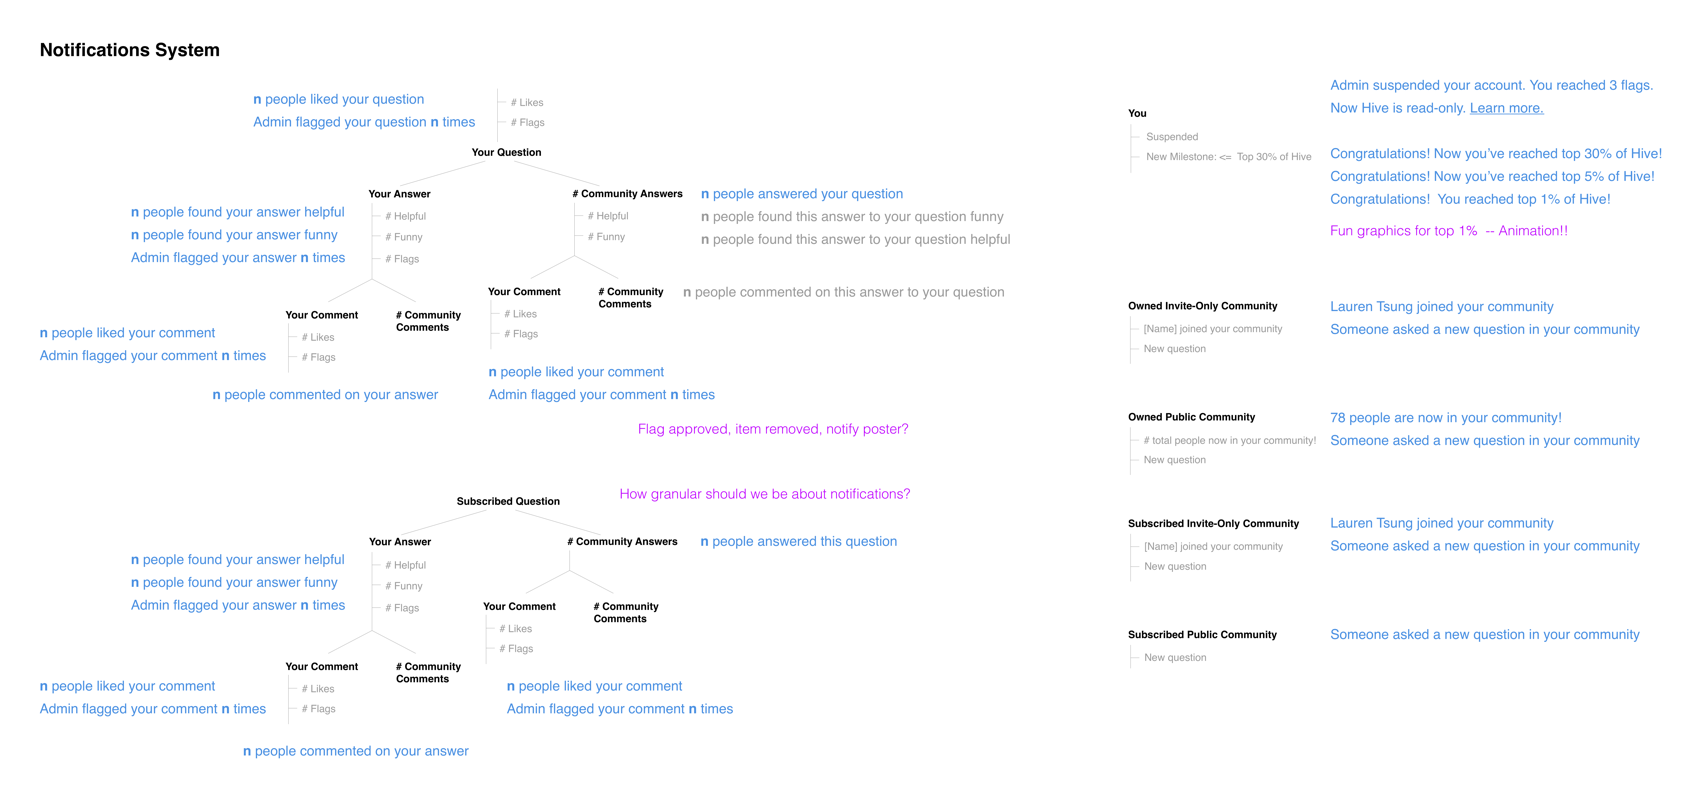 Notifications System
n people liked your question
Admin flagged your question n times
# Likes
# Flags
Your Question
Your Answer
# Helpful
# Funny
# Flags
n people found your answer helpful
n people found your answer funny
Admin flagged your answer n times
# Community Answers
# Helpful
# Funny
n people answered your question
n people found this answer to your question funny
n people found this answer to your question helpful
Your Comment
# Likes
# Flags
# Community
Comments
n people liked your comment
Admin flagged your comment n times
n people commented on your answer
Your Comment
# Likes
# Flags
# Community
Comments
n people commented on this answer to your question
n people liked your comment
Admin flagged your comment n times
Flag approved, item removed, notify poster?
How granular should we be about notifications?
Subscribed Question
Your Answer
# Helpful
# Funny
# Flags
n people found your answer helpful
n people found your answer funny
Admin flagged your answer n times
# Community Answers
n people answered this question
Your Comment
# Likes
# Flags
# Community
Comments
n people liked your comment
Admin flagged your comment n times
Your Comment
# Likes
# Flags
# Community
Comments
n people liked your comment
Admin flagged your comment n times
n people commented on your answer
You
Suspended
New Milestone: <= Top 30% of Hive
Admin suspended your account. You reached 3 flags.
Now Hive is read-only. Learn more.
Congratulations! Now you've reached top 30% of Hive!
Congratulations! Now you've reached top 5% of Hive!
Congratulations! You reached top 1% of Hive!
Fun graphics for top 1% -- Animation!!
Owned Invite-Only Community
[Name] joined your community
New question
Lauren Tsung joined your community
Someone asked a new question in your community
Owned Public Community
# total people now in your community!
New question
78 people are now in your community!
Someone asked a new question in your community
Subscribed Invite-Only Community
[Name] joined your community
New question
Lauren Tsung joined your community
Someone asked a new question in your community
Subscribed Public Community
New question
Someone asked a new question in your community